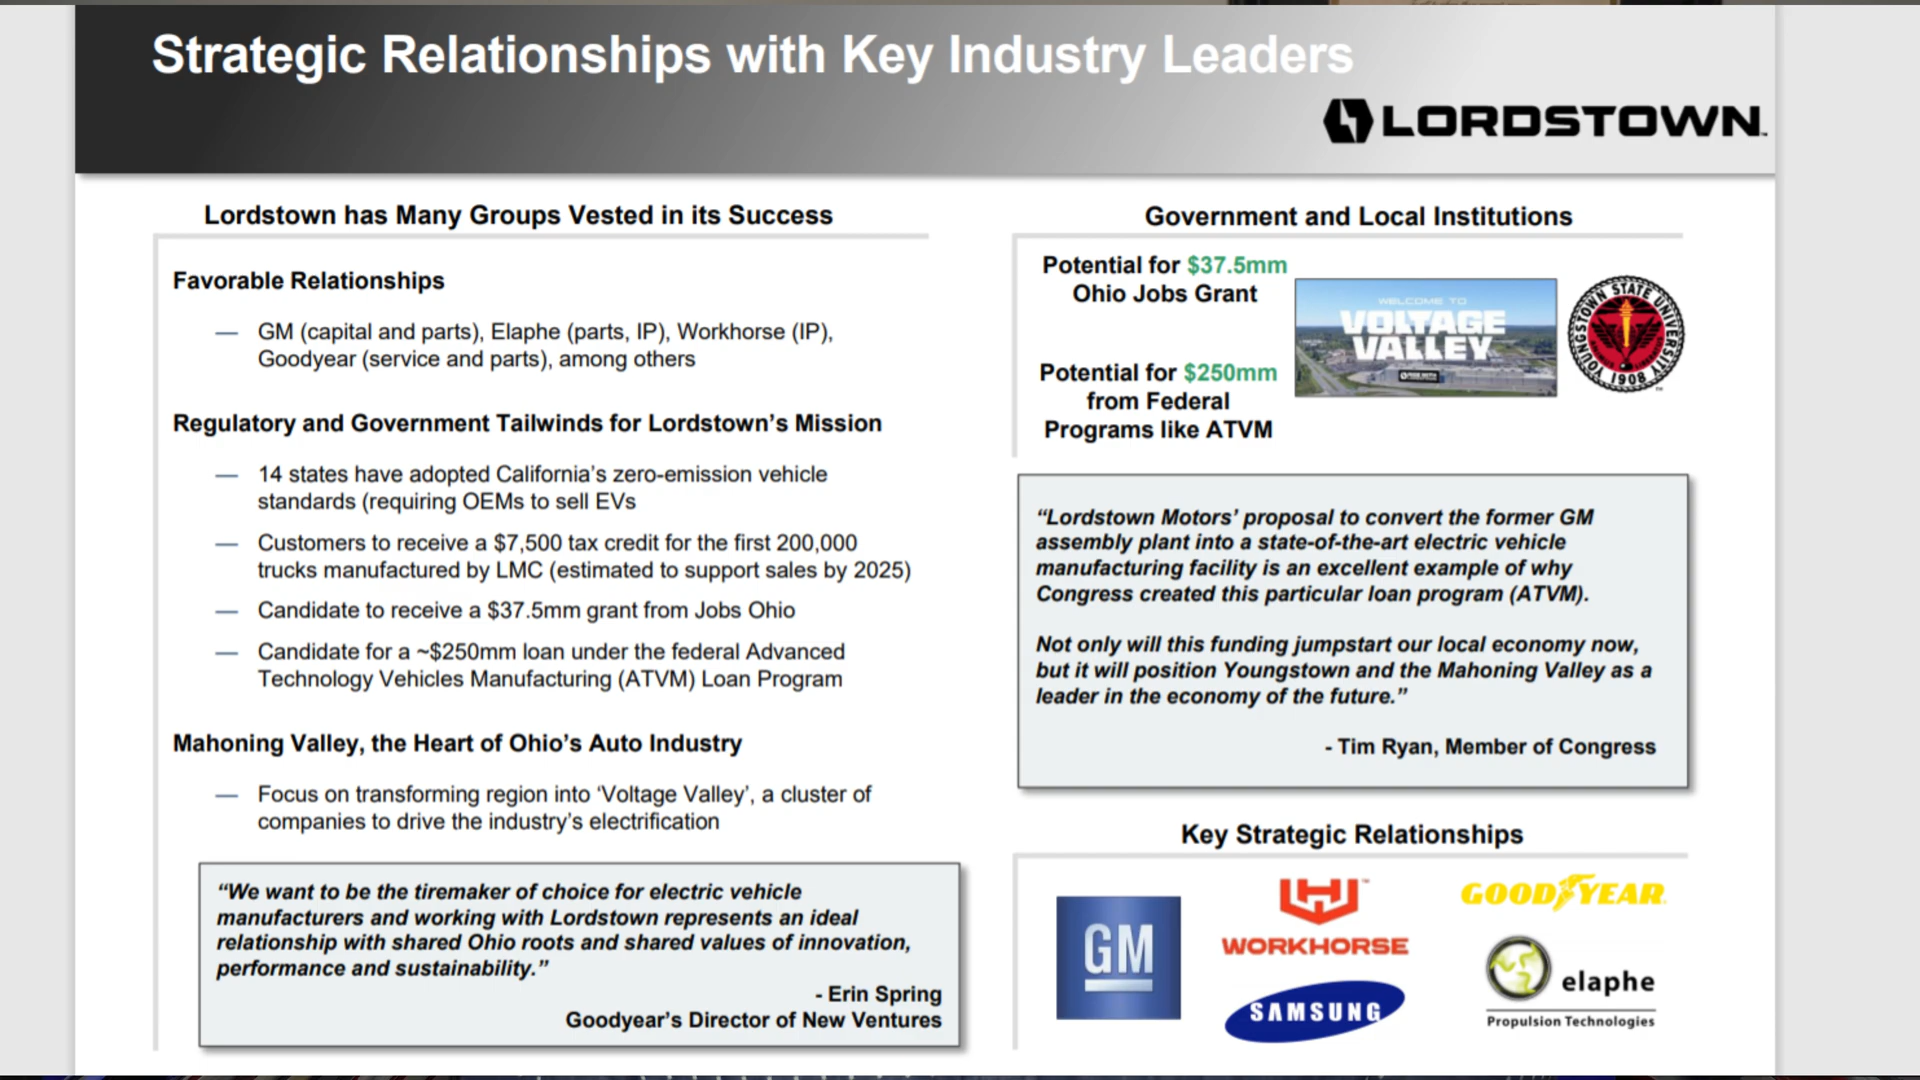 Strategic Relationships with Key Industry Leaders
LORDSTOWN™
Lordstown has Many Groups Vested in its Success
Favorable Relationships
— GM (capital and parts), Elaphe (parts, IP), Workhorse (IP),
Goodyear (service and parts), among others
Regulatory and Government Tailwinds for Lordstown’s Mission
— 14 states have adopted California’s zero-emission vehicle
standards (requiring OEMs to sell EVs
— Customers to receive a $7,500 tax credit for the first 200,000
trucks manufactured by LMC (estimated to support sales by 2025)
— Candidate to receive a $37.5mm grant from Jobs Ohio
— Candidate for a ~$250mm loan under the federal Advanced
Technology Vehicles Manufacturing (ATVM) Loan Program
Mahoning Valley, the Heart of Ohio’s Auto Industry
— Focus on transforming region into ‘Voltage Valley’, a cluster of
companies to drive the industry’s electrification
“We want to be the tiremaker of choice for electric vehicle
manufacturers and working with Lordstown represents an ideal
relationship with shared Ohio roots and shared values of innovation,
performance and sustainability.”
- Erin Spring
Goodyear’s Director of New Ventures
Government and Local Institutions
Potential for $37.5mm
Ohio Jobs Grant
Potential for $250mm
from Federal
Programs like ATVM
WELCOME TO
VOLTAGE
VALLEY
YOUNGSTOWN STATE UNIVERSITY
1908
“Lordstown Motors’ proposal to convert the former GM
assembly plant into a state-of-the-art electric vehicle
manufacturing facility is an excellent example of why
Congress created this particular loan program (ATVM).
Not only will this funding jumpstart our local economy now,
but it will position Youngstown and the Mahoning Valley as a
leader in the economy of the future.”
- Tim Ryan, Member of Congress
Key Strategic Relationships
GM
WORKHORSE
SAMSUNG
GOODYEAR
elaphe
Propulsion Technologies